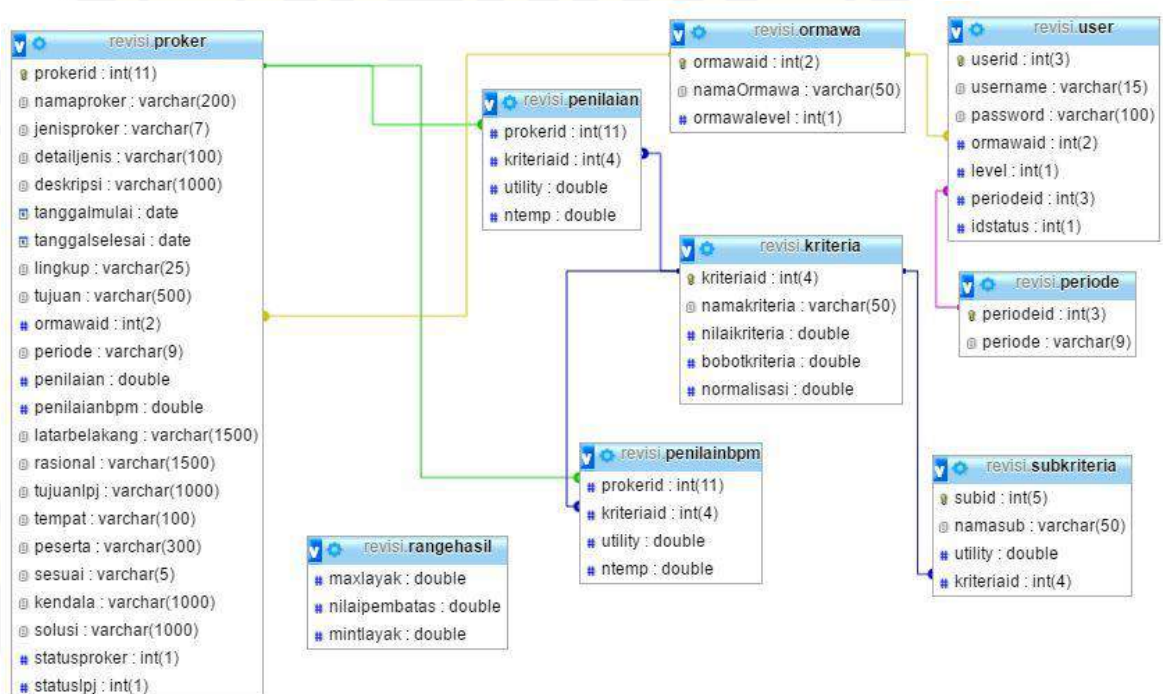 revisi.proker
prokerid : int(11)
namaproker : varchar(200)
jenisproker : varchar(7)
detailjenis : varchar(100)
deskripsi : varchar(1000)
tanggalmulai : date
tanggalselesai : date
lingkup : varchar(25)
tujuan : varchar(500)
# ormawaid : int(2)
periode : varchar(9)
# penilaian : double
# penilaianbpm : double
latarbelakang : varchar(1500)
rasional : varchar(1500)
tujuanlpj : varchar(1000)
tempat : varchar(100)
peserta : varchar(300)
sesuai : varchar(5)
kendala : varchar(1000)
solusi : varchar(1000)
# statusproker : int(1)
# statuslpj : int(1)
revisi.penilaian
# prokerid : int(11)
# kriteriaid : int(4)
# utility : double
# ntemp : double
revisi.ormawa
ormawaid : int(2)
namaOrmawa : varchar(50)
# ormawalevel : int(1)
revisi.user
userid : int(3)
username : varchar(15)
password : varchar(100)
# ormawaid : int(2)
# level : int(1)
# periodeid : int(3)
# idstatus : int(1)
revisi.kriteria
kriteriaid : int(4)
namakriteria : varchar(50)
# nilaikriteria : double
# bobotkriteria : double
# normalisasi : double
revisi.periode
periodeid : int(3)
periode : varchar(9)
revisi.penilainbpm
# prokerid : int(11)
# kriteriaid : int(4)
# utility : double
# ntemp : double
revisi.subkriteria
subid : int(5)
namasub : varchar(50)
# utility : double
# kriteriaid : int(4)
revisi.rangehasil
# maxlayak : double
# nilaipembatas : double
# mintlayak : double